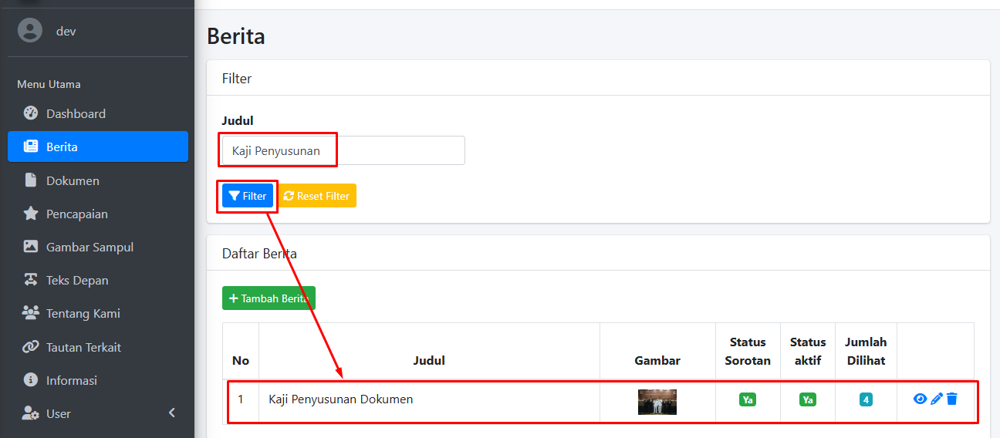 dev
Menu Utama
Dashboard
Berita
Dokumen
Pencapaian
Gambar Sampul
Teks Depan
Tentang Kami
Tautan Terkait
Informasi
User
Berita
Filter
Judul
Kaji Penyusunan
Filter Reset Filter
Daftar Berita
+ Tambah Berita
No Judul Gambar Status Sorotan Status aktif Jumlah Dilihat
1 Kaji Penyusunan Dokumen Ya Ya 4